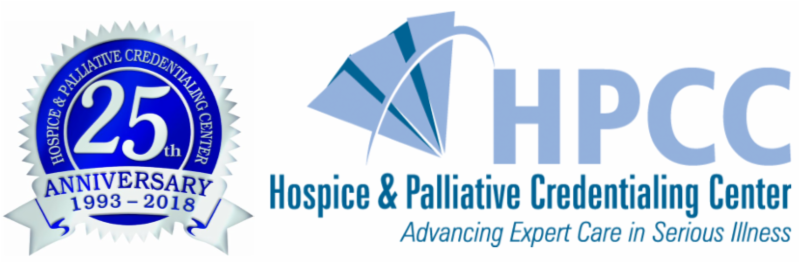 HOSPICE & PALLIATIVE CREDENTIALING CENTER
25th
ANNIVERSARY
1993 – 2018
HPCC
Hospice & Palliative Credentialing Center
Advancing Expert Care in Serious Illness